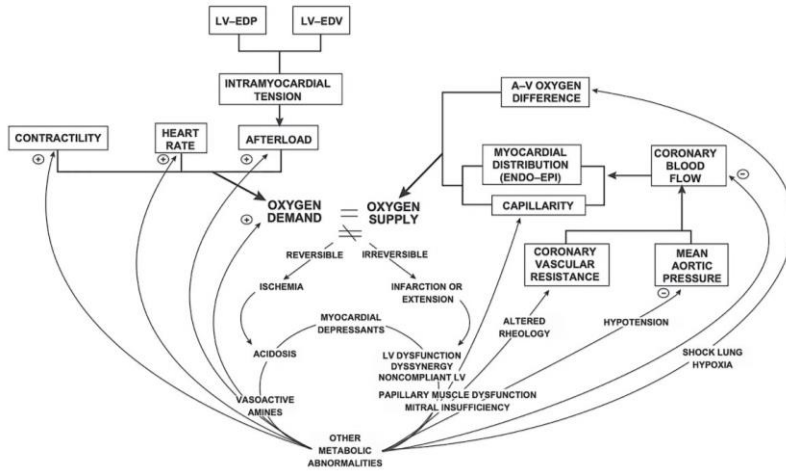 LV–EDP
LV–EDV
INTRAMYOCARDIAL
TENSION
A–V OXYGEN
DIFFERENCE
CONTRACTILITY
+
HEART
RATE
+
AFTERLOAD
+
MYOCARDIAL
DISTRIBUTION
(ENDO–EPI)
CORONARY
BLOOD
FLOW
−
CAPILLARITY
OXYGEN
DEMAND
+
=
≠
OXYGEN
SUPPLY
REVERSIBLE
IRREVERSIBLE
CORONARY
VASCULAR
RESISTANCE
MEAN
AORTIC
PRESSURE
−
ISCHEMIA
INFARCTION OR
EXTENSION
MYOCARDIAL
DEPRESSANTS
ALTERED
RHEOLOGY
HYPOTENSION
ACIDOSIS
LV DYSFUNCTION
DYSSYNERGY
NONCOMPLIANT LV
SHOCK LUNG
HYPOXIA
PAPILLARY MUSCLE DYSFUNCTION
MITRAL INSUFFICIENCY
VASOACTIVE
AMINES
OTHER
METABOLIC
ABNORMALITIES